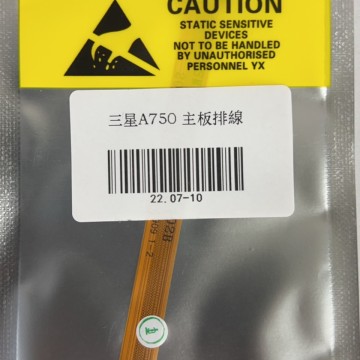 CAUTION
STATIC SENSITIVE
DEVICES
NOT TO BE HANDLED
BY UNAUTHORISED
PERSONNEL YX
三星A750 主板排線
22.07-10